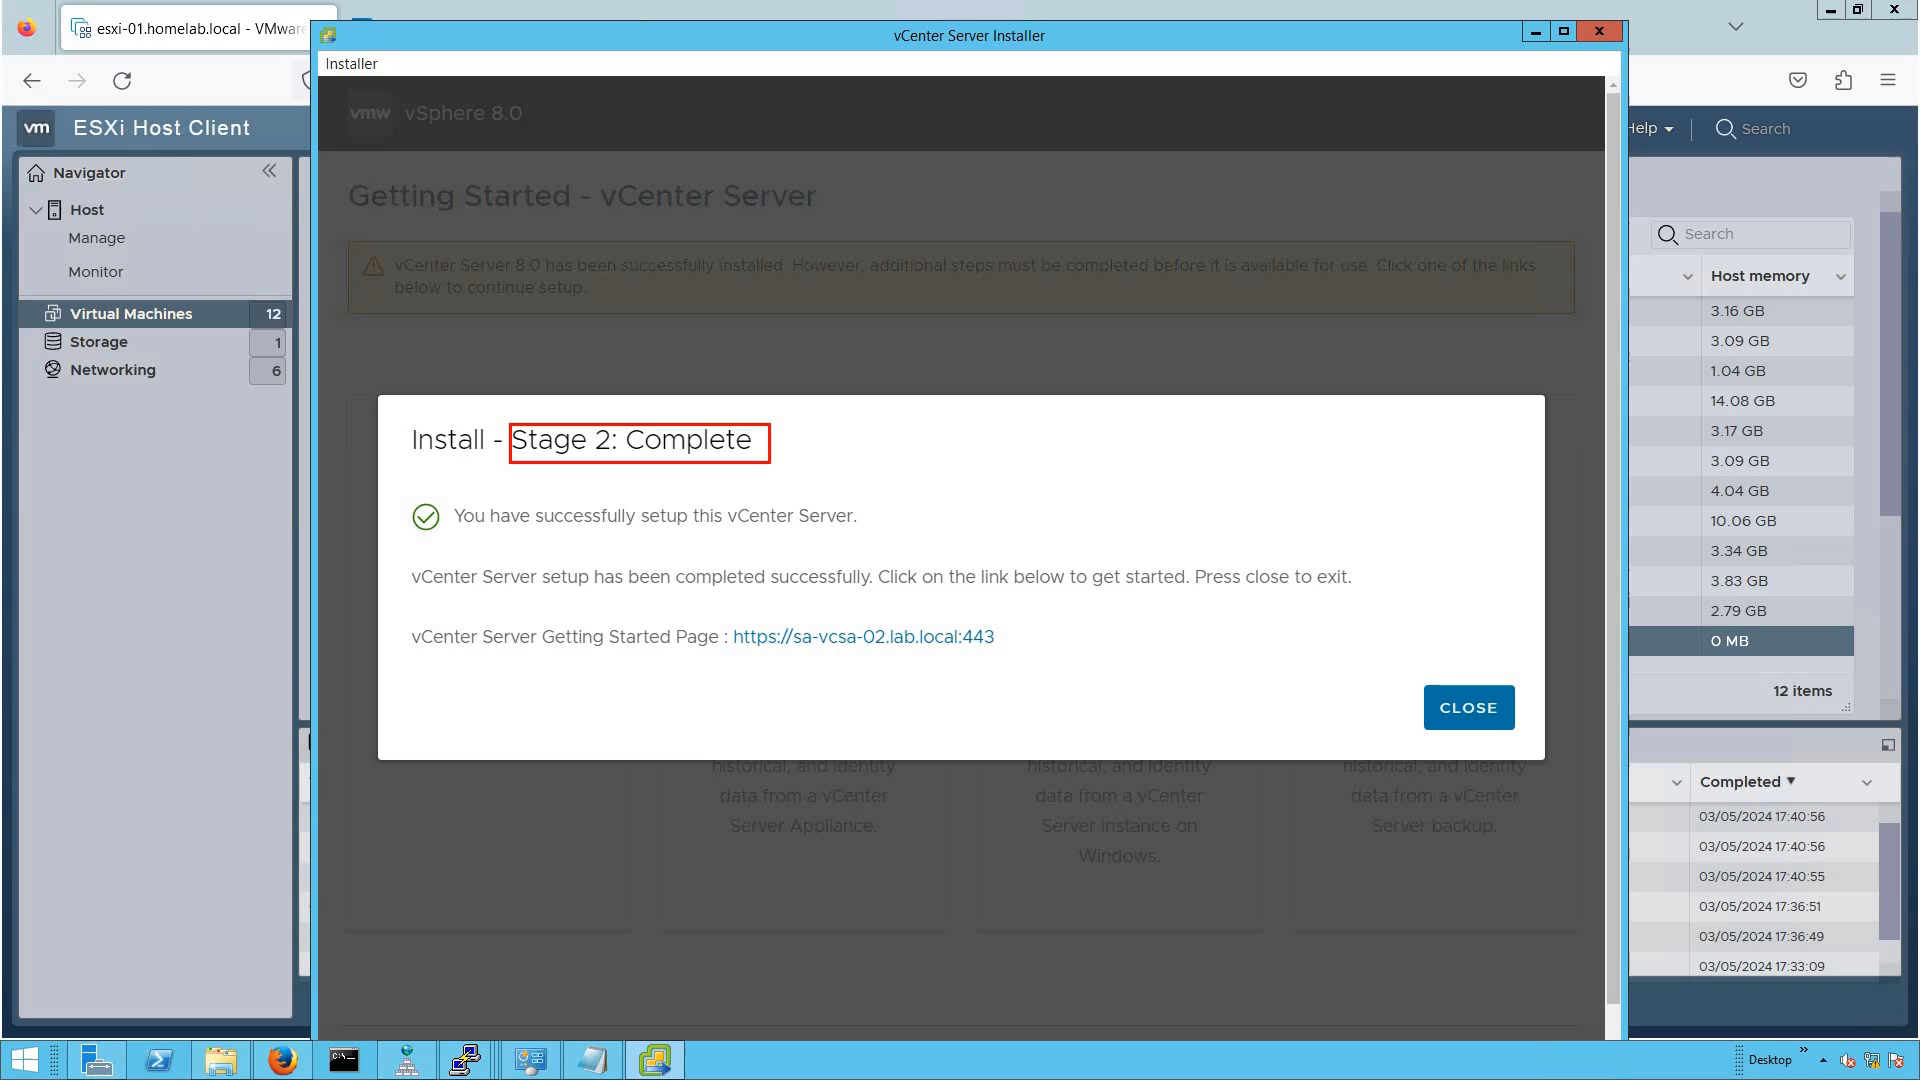 esxi-01.homelab.local - VMware
vCenter Server Installer
Installer
vmw vSphere 8.0
vm ESXi Host Client
Help
Search
Navigator
Host
Manage
Monitor
Virtual Machines 12
Storage 1
Networking 6
Getting Started - vCenter Server
vCenter Server 8.0 has been successfully installed. However, additional steps must be completed before it is available for use. Click one of the links
below to continue setup.
Install - Stage 2: Complete
You have successfully setup this vCenter Server.
vCenter Server setup has been completed successfully. Click on the link below to get started. Press close to exit.
vCenter Server Getting Started Page : https://sa-vcsa-02.lab.local:443
CLOSE
historical, and identity
data from a vCenter
Server Appliance.
historical, and identity
data from a vCenter
Server instance on
Windows.
historical, and identity
data from a vCenter
Server backup.
Search
Host memory
3.16 GB
3.09 GB
1.04 GB
14.08 GB
3.17 GB
3.09 GB
4.04 GB
10.06 GB
3.34 GB
3.83 GB
2.79 GB
0 MB
12 items
Completed
03/05/2024 17:40:56
03/05/2024 17:40:56
03/05/2024 17:40:55
03/05/2024 17:36:51
03/05/2024 17:36:49
03/05/2024 17:33:09
C:\_
Desktop